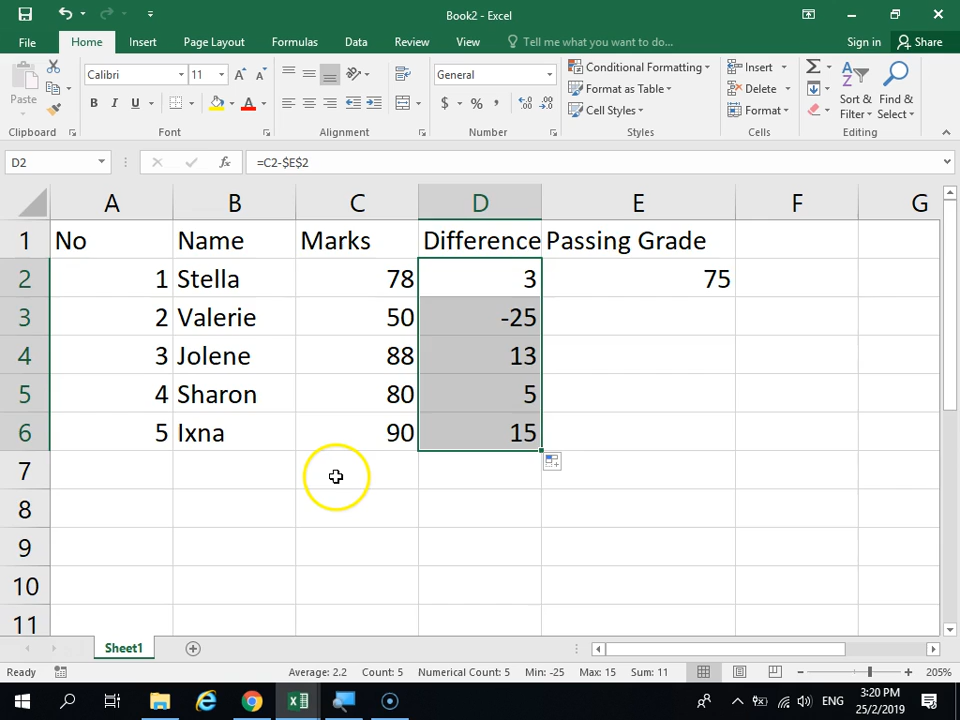 Book2 - Excel
File Home Insert Page Layout Formulas Data Review View Tell me what you want to do... Sign in Share
Paste
Calibri 11 A A
B I U A
General
$ % , .0 .00 .00 .0
Conditional Formatting
Format as Table
Cell Styles
Insert
Delete
Format
Σ
A Z
Sort & Filter
Find & Select
Clipboard Font Alignment Number Styles Cells Editing
D2 fx =C2-$E$2
A B C D E F G
1 No Name Marks Difference Passing Grade
2 1 Stella 78 3 75
3 2 Valerie 50 -25
4 3 Jolene 88 13
5 4 Sharon 80 5
6 5 Ixna 90 15
7
8
9
10
11
Sheet1
Ready Average: 2.2 Count: 5 Numerical Count: 5 Min: -25 Max: 15 Sum: 11 205%
ENG 3:20 PM
25/2/2019